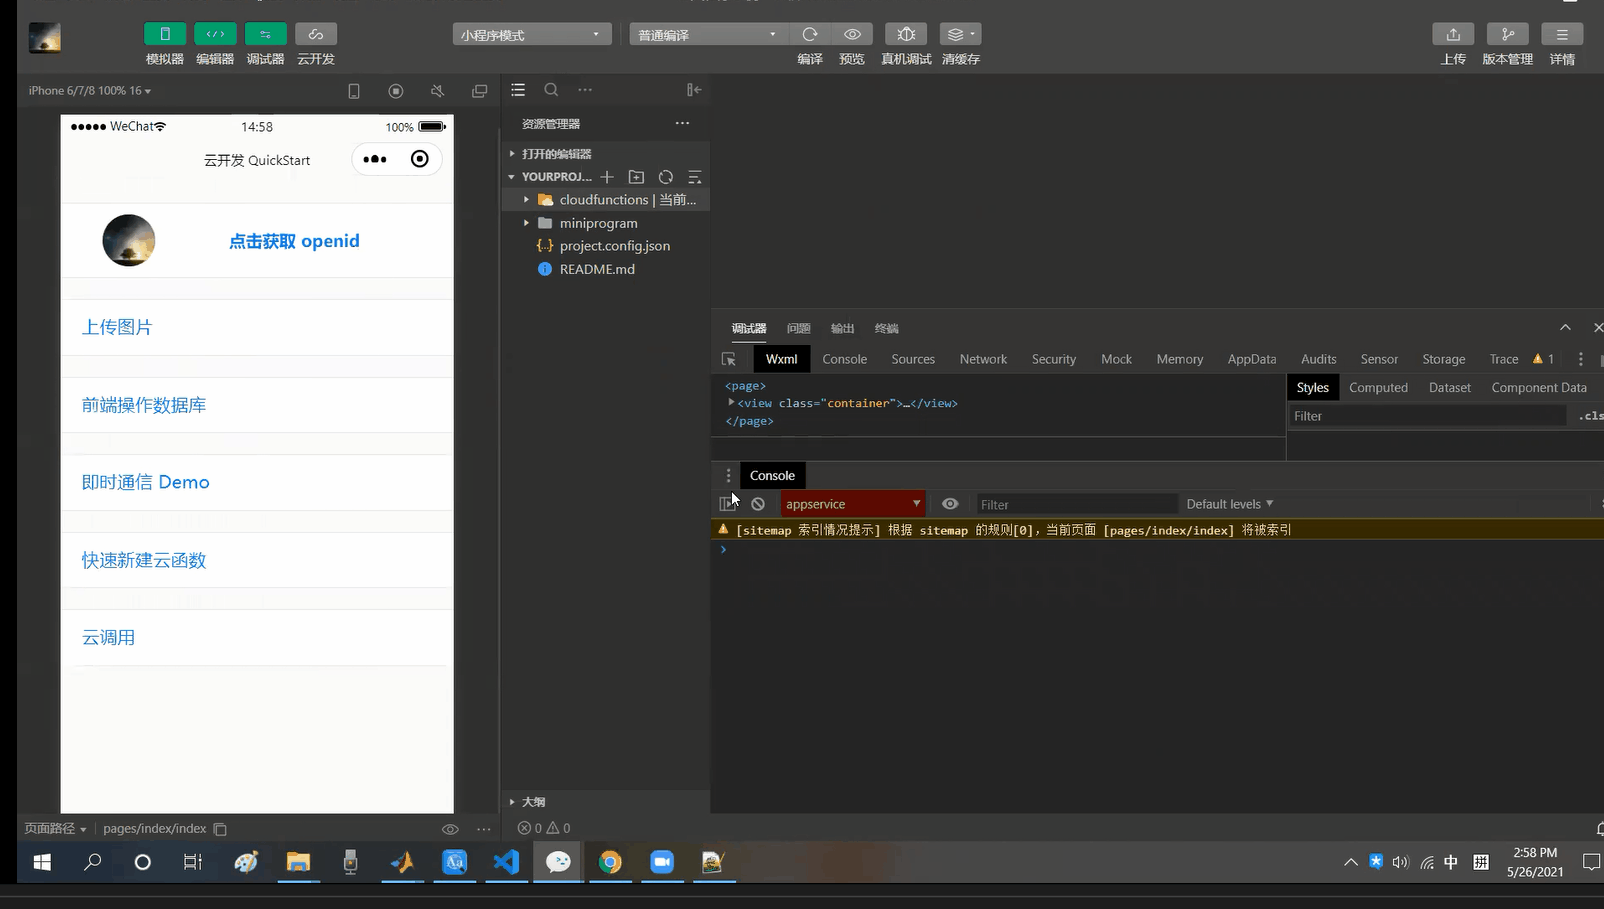 小程序模式
普通编译
模拟器 编辑器 调试器 云开发
编译 预览 真机调试 清缓存
上传 版本管理 详情
iPhone 6/7/8 100% 16
WeChat 14:58 100%
云开发 QuickStart
点击获取 openid
上传图片
前端操作数据库
即时通信 Demo
快速新建云函数
云调用
页面路径 pages/index/index
资源管理器
打开的编辑器
YOURPROJ...
cloudfunctions | 当前...
miniprogram
{..} project.config.json
README.md
大纲
0 0
调试器 问题 输出 终端
Wxml Console Sources Network Security Mock Memory AppData Audits Sensor Storage Trace 1
<page>
<view class="container">…</view>
</page>
Styles Computed Dataset Component Data
Filter .cls
Console
appservice Filter Default levels
[sitemap 索引情况提示] 根据 sitemap 的规则[0]，当前页面 [pages/index/index] 将被索引
中 拼
2:58 PM
5/26/2021